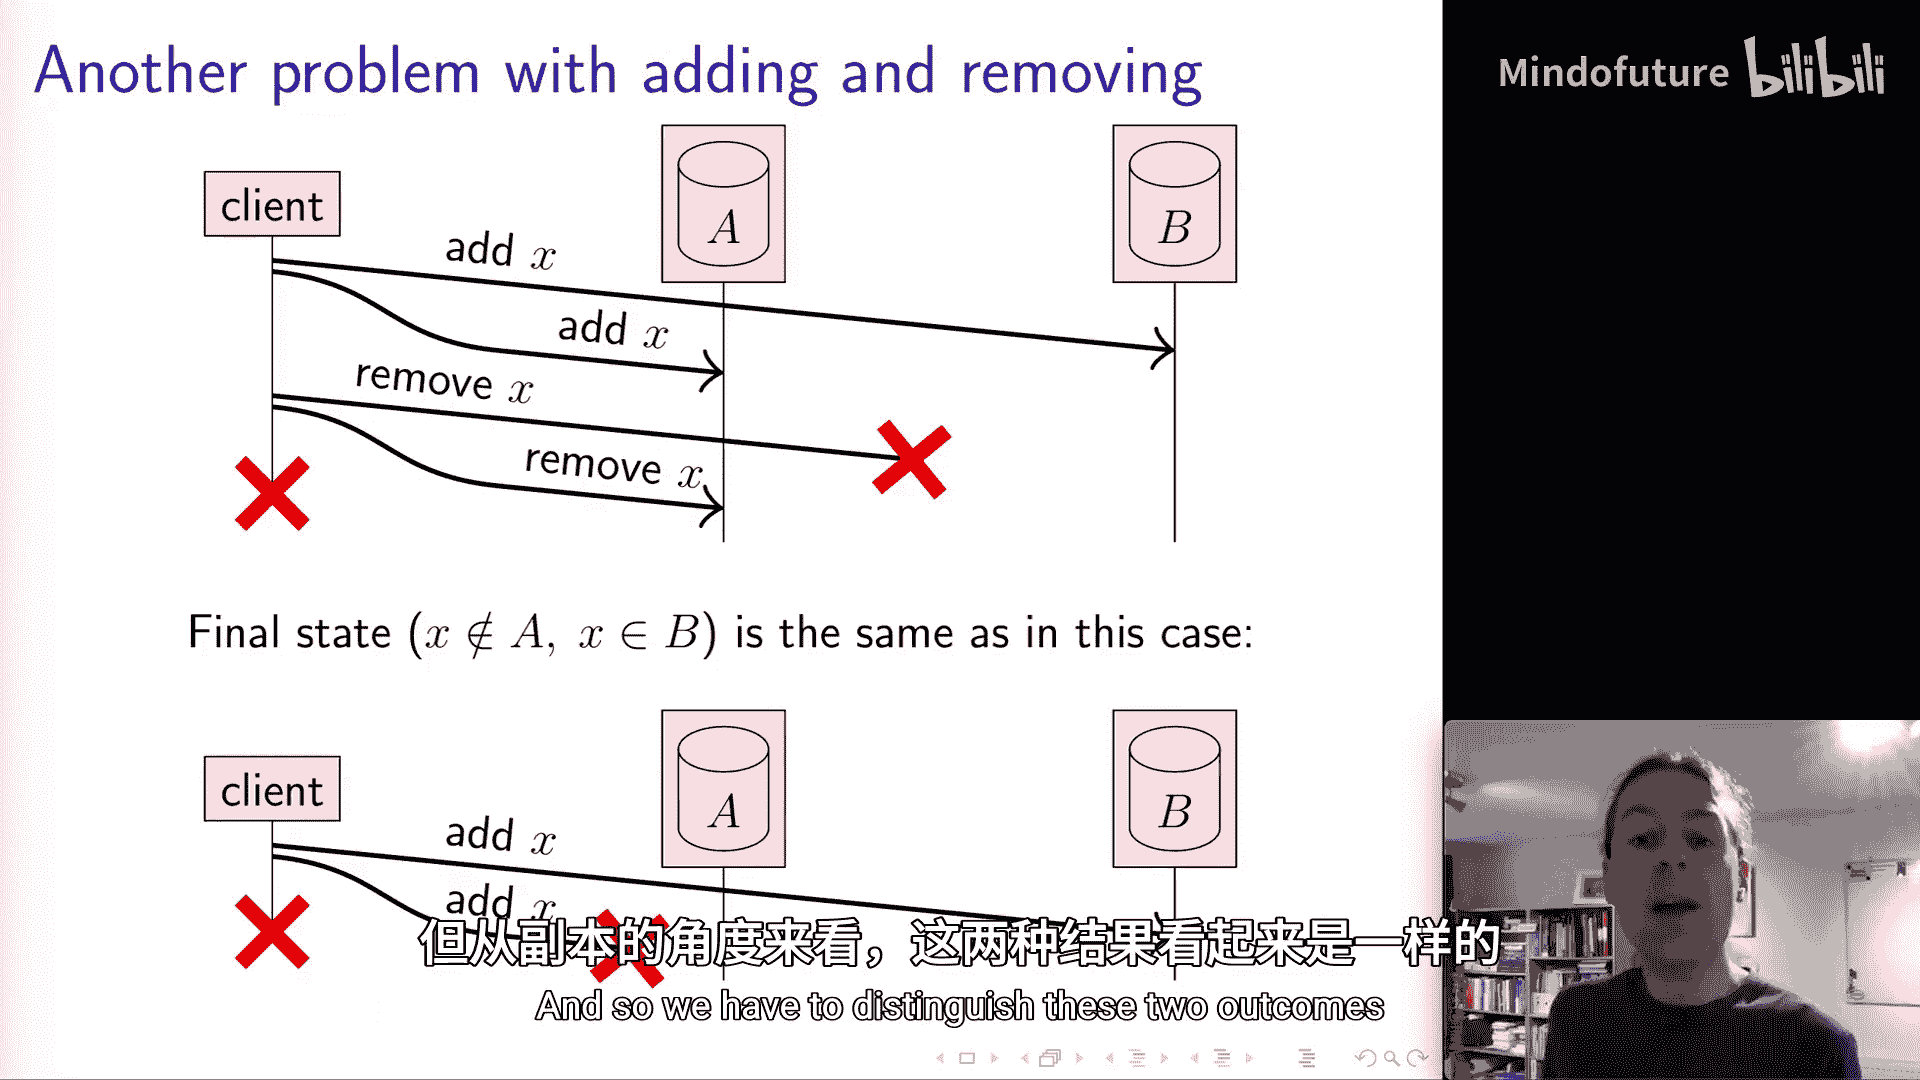 Another problem with adding and removing
Mindofuture bilibili
client
A
B
add x
add x
remove x
remove x
Final state (x ∉ A, x ∈ B) is the same as in this case:
client
A
B
add x
add x
但从副本的角度来看，这两种结果看起来是一样的
And so we have to distinguish these two outcomes